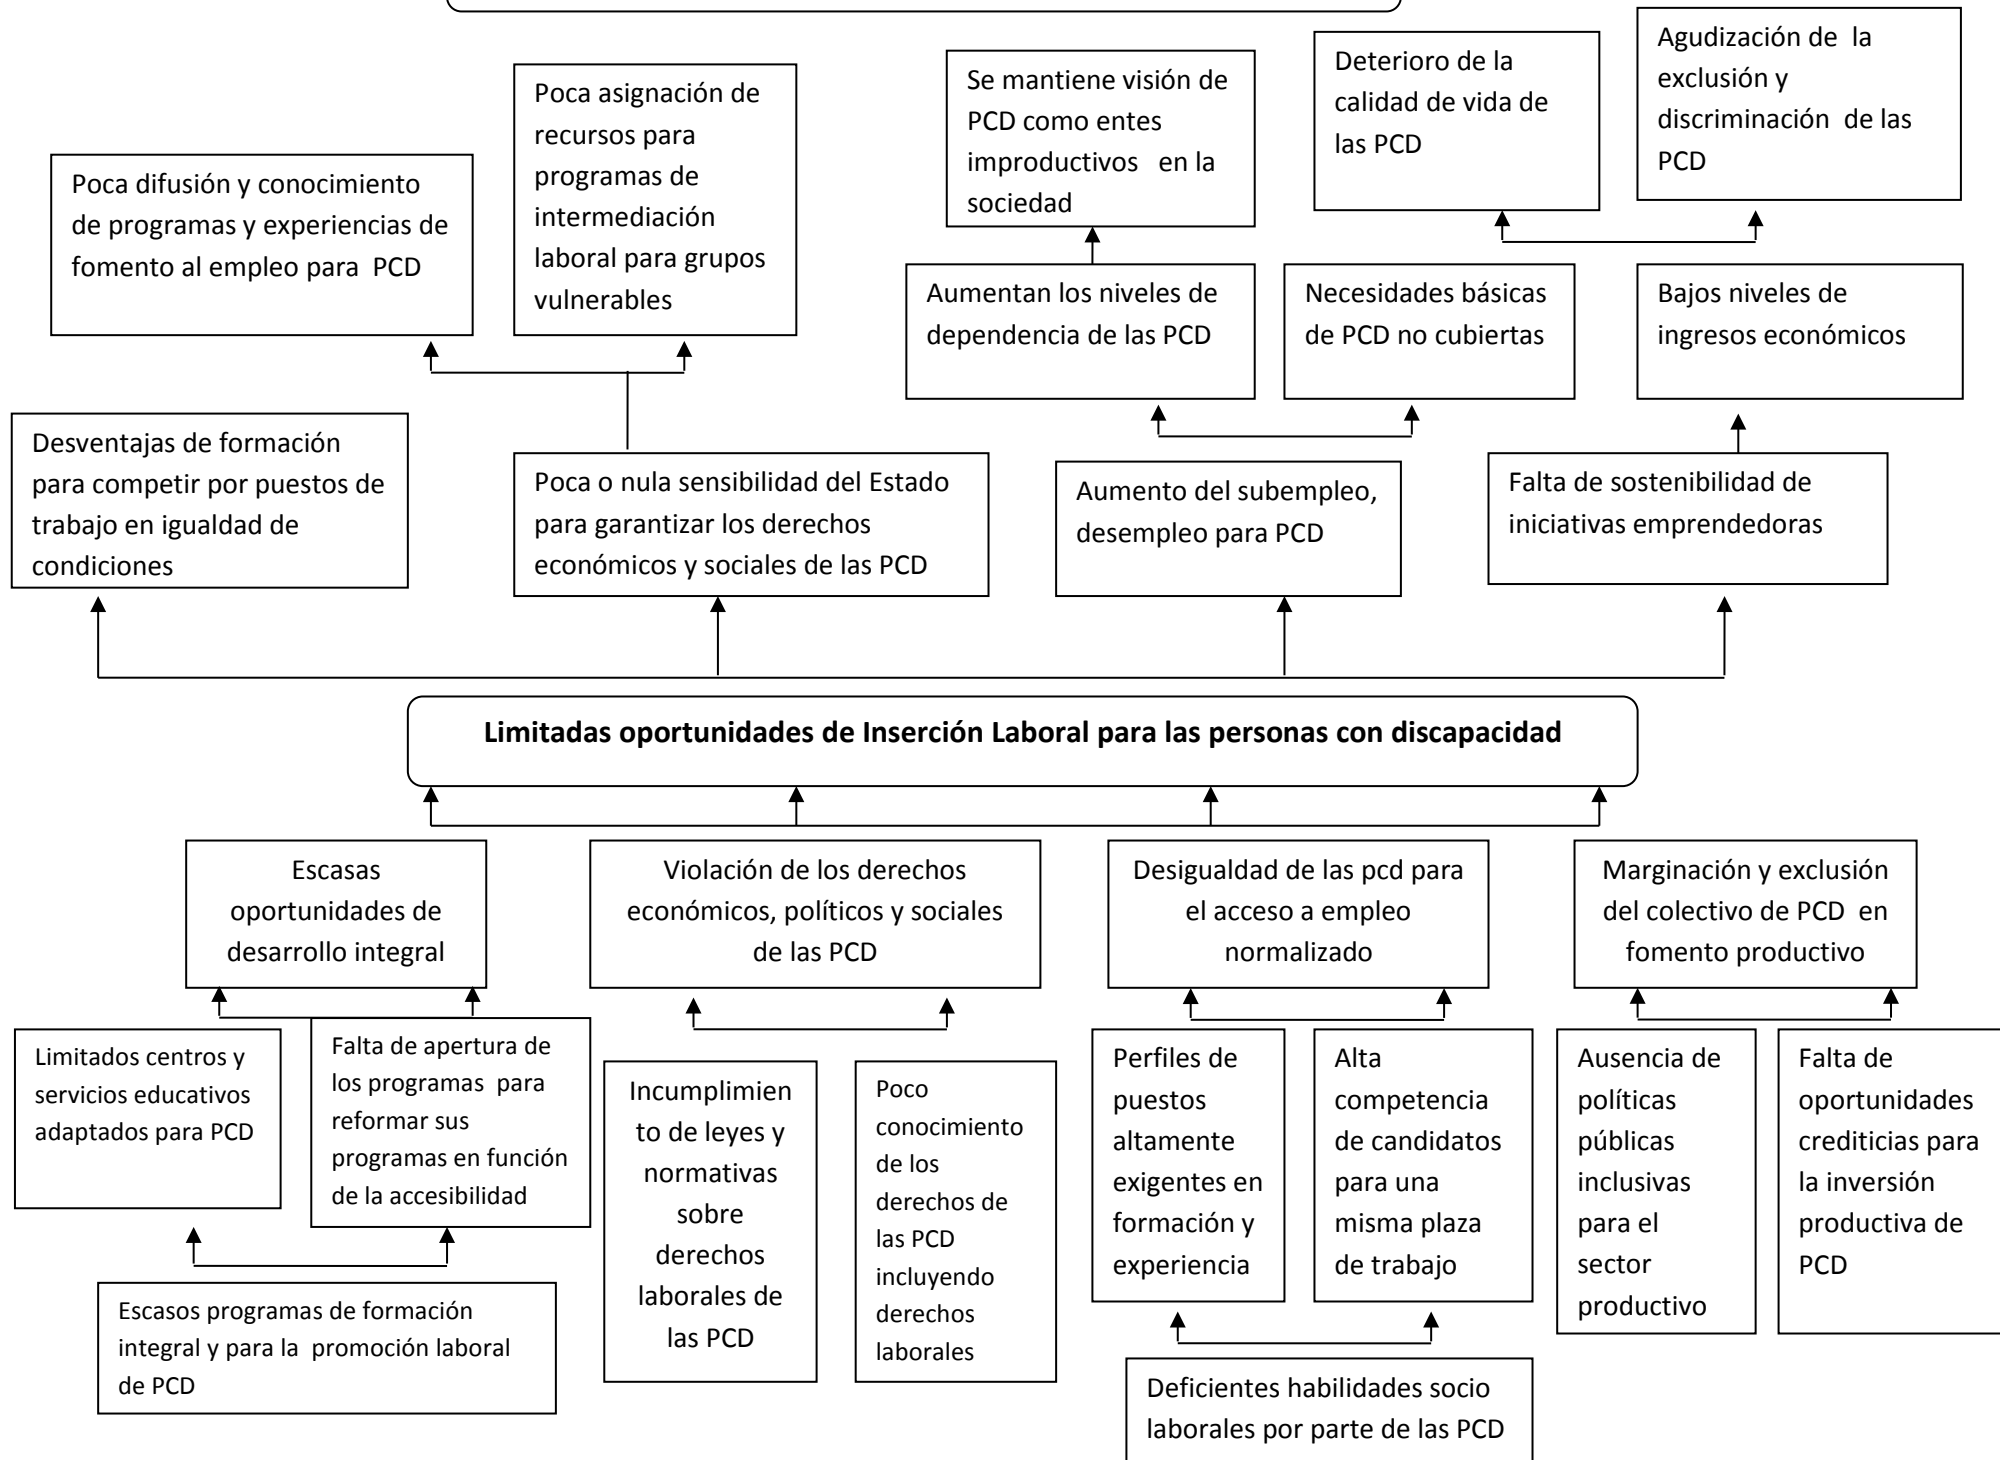 Agudización de la
exclusión y
discriminación de las
PCD
Deterioro de la
calidad de vida de
las PCD
Se mantiene visión de
PCD como entes
improductivos en la
sociedad
Poca asignación de
recursos para
programas de
intermediación
laboral para grupos
vulnerables
Poca difusión y conocimiento
de programas y experiencias de
fomento al empleo para PCD
Aumentan los niveles de
dependencia de las PCD
Necesidades básicas
de PCD no cubiertas
Bajos niveles de
ingresos económicos
Desventajas de formación
para competir por puestos de
trabajo en igualdad de
condiciones
Poca o nula sensibilidad del Estado
para garantizar los derechos
económicos y sociales de las PCD
Aumento del subempleo,
desempleo para PCD
Falta de sostenibilidad de
iniciativas emprendedoras
Limitadas oportunidades de Inserción Laboral para las personas con discapacidad
Escasas
oportunidades de
desarrollo integral
Violación de los derechos
económicos, políticos y sociales
de las PCD
Desigualdad de las pcd para
el acceso a empleo
normalizado
Marginación y exclusión
del colectivo de PCD en
fomento productivo
Limitados centros y
servicios educativos
adaptados para PCD
Falta de apertura de
los programas para
reformar sus
programas en función
de la accesibilidad
Incumplimien
to de leyes y
normativas
sobre
derechos
laborales de
las PCD
Poco
conocimiento
de los
derechos de
las PCD
incluyendo
derechos
laborales
Perfiles de
puestos
altamente
exigentes en
formación y
experiencia
Alta
competencia
de candidatos
para una
misma plaza
de trabajo
Ausencia de
políticas
públicas
inclusivas
para el
sector
productivo
Falta de
oportunidades
crediticias para
la inversión
productiva de
PCD
Escasos programas de formación
integral y para la promoción laboral
de PCD
Deficientes habilidades socio
laborales por parte de las PCD